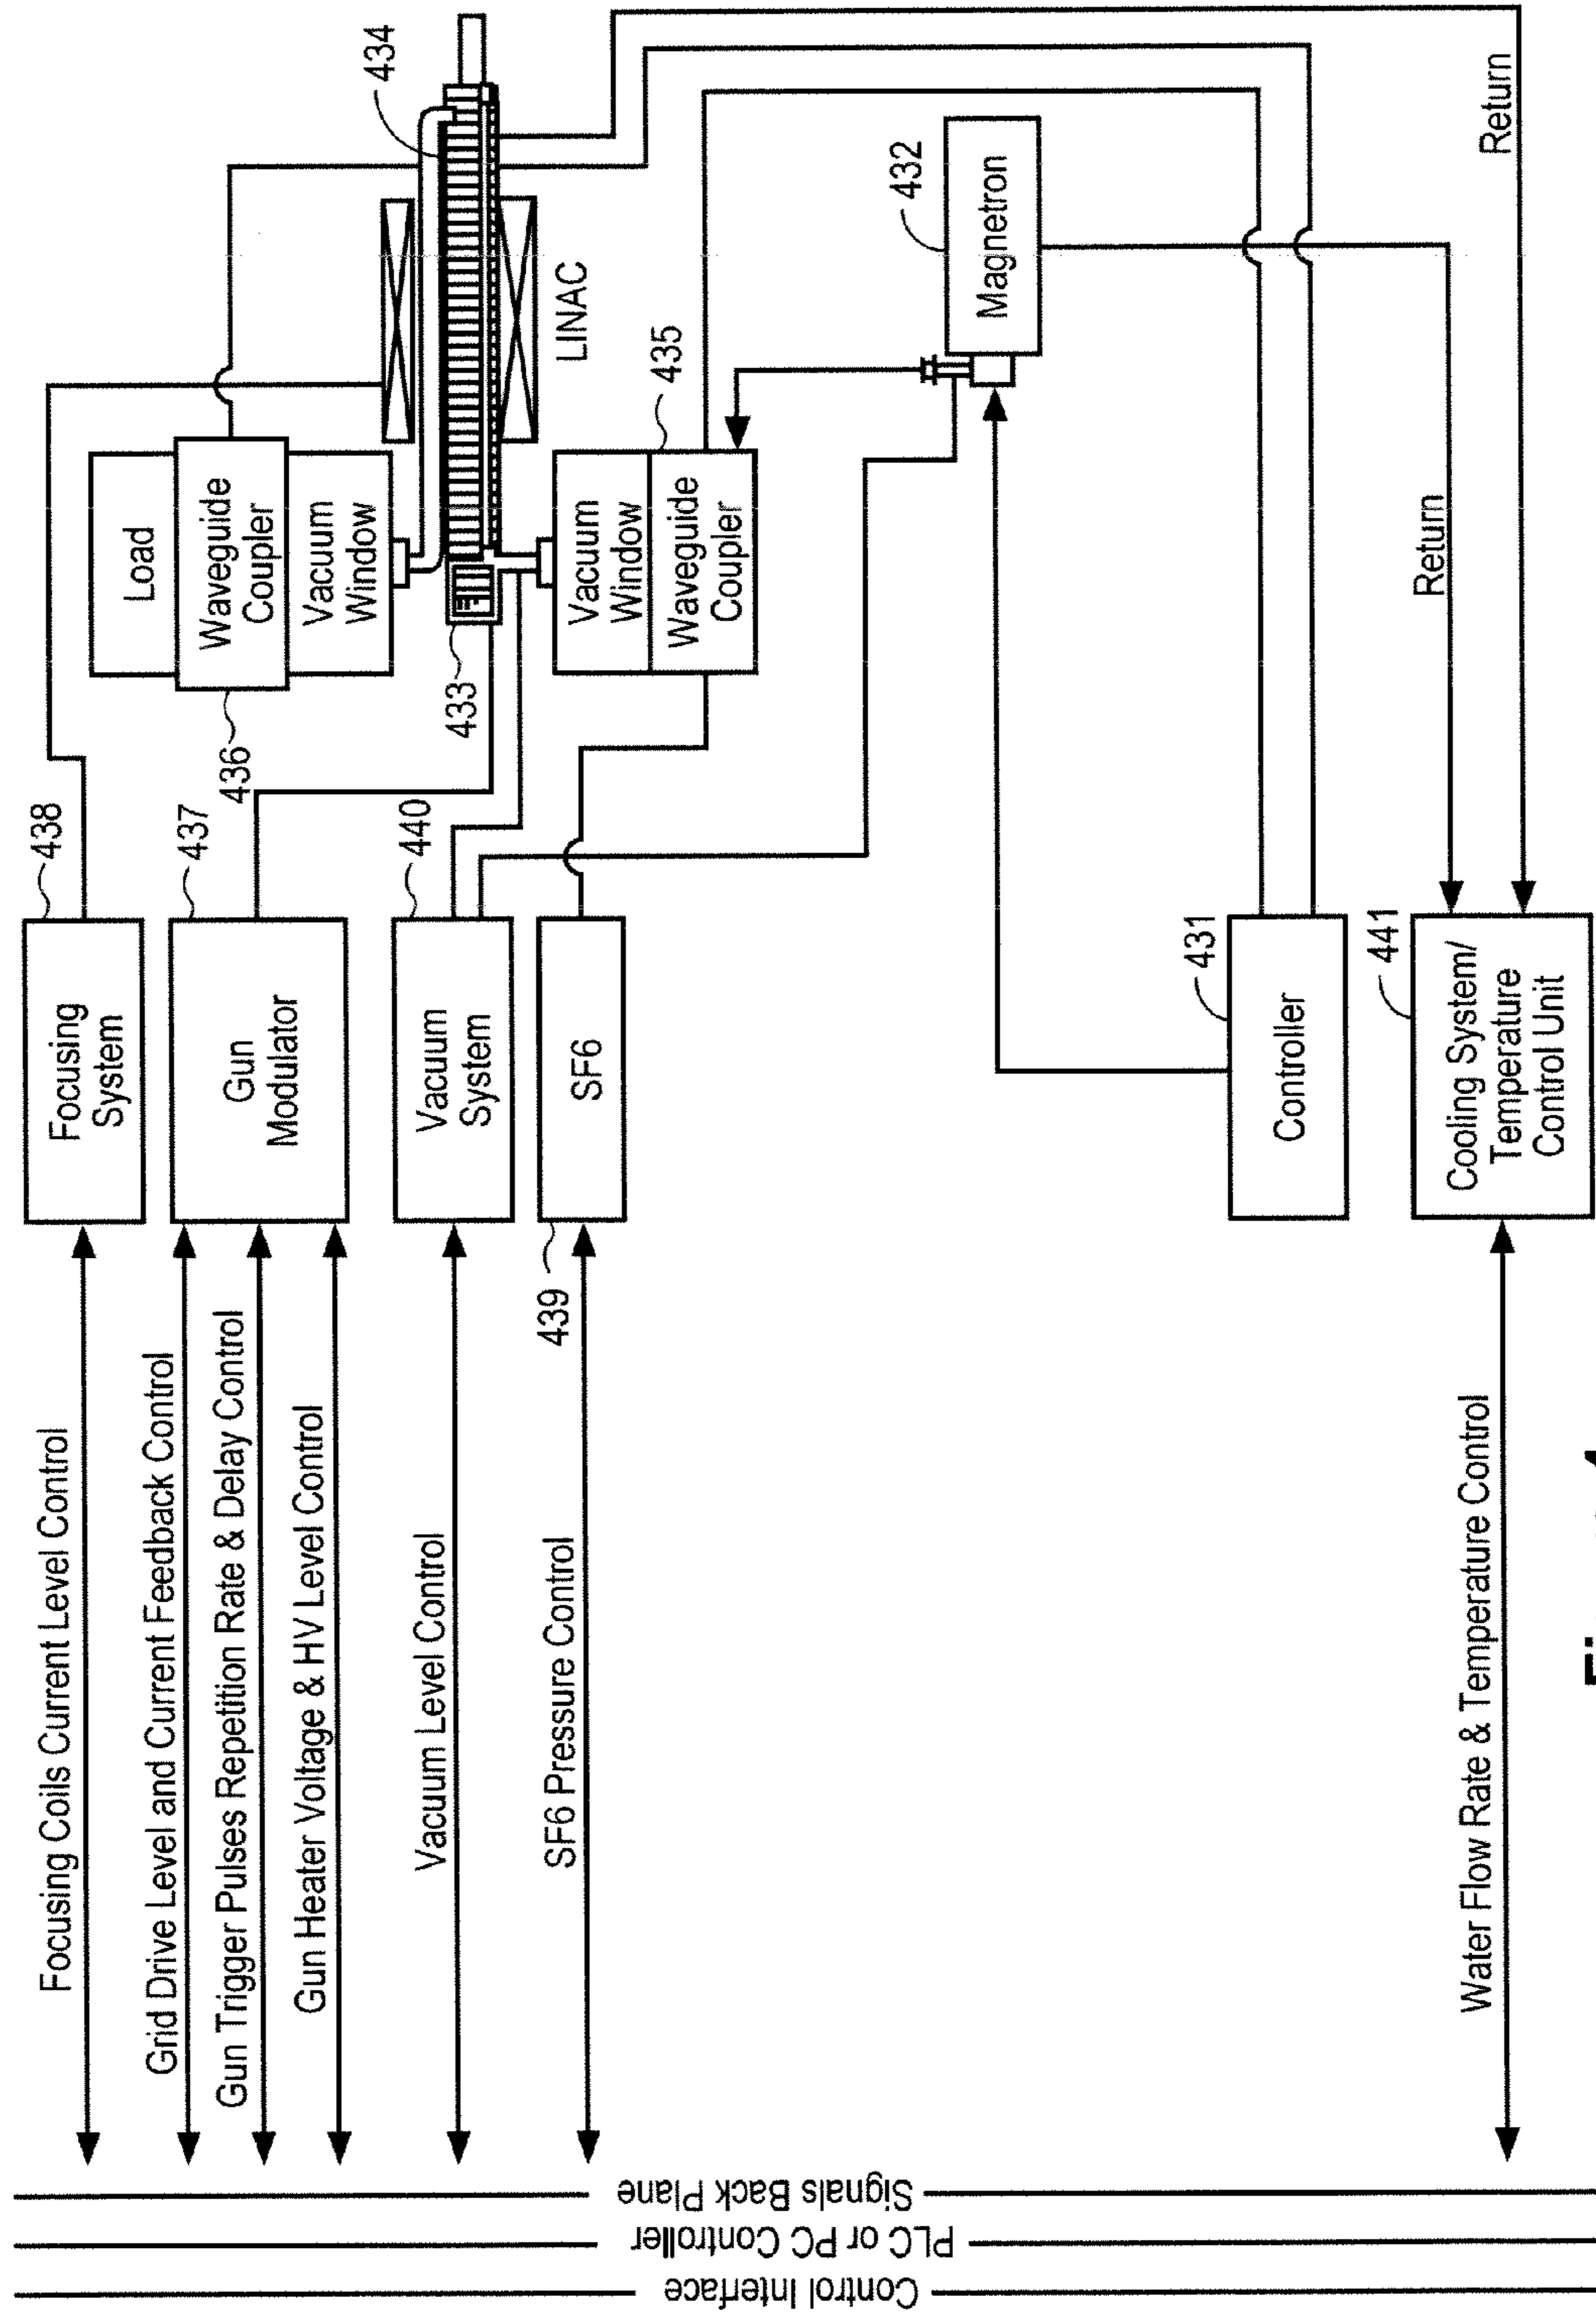 Control Interface
PLC or PC Controller
Signals Back Plane
Focusing Coils Current Level Control
Grid Drive Level and Current Feedback Control
Gun Trigger Pulses Repetition Rate & Delay Control
Gun Heater Voltage & HV Level Control
Vacuum Level Control
SF6 Pressure Control
Water Flow Rate & Temperature Control
Focusing
System
438
Gun
Modulator
437
Vacuum
System
440
SF6
439
Controller
431
Cooling System/
Temperature
Control Unit
441
Load
Waveguide
Coupler
Vacuum
Window
436
433
Vacuum
Window
Waveguide
Coupler
435
LINAC
434
Magnetron
432
Return
Return